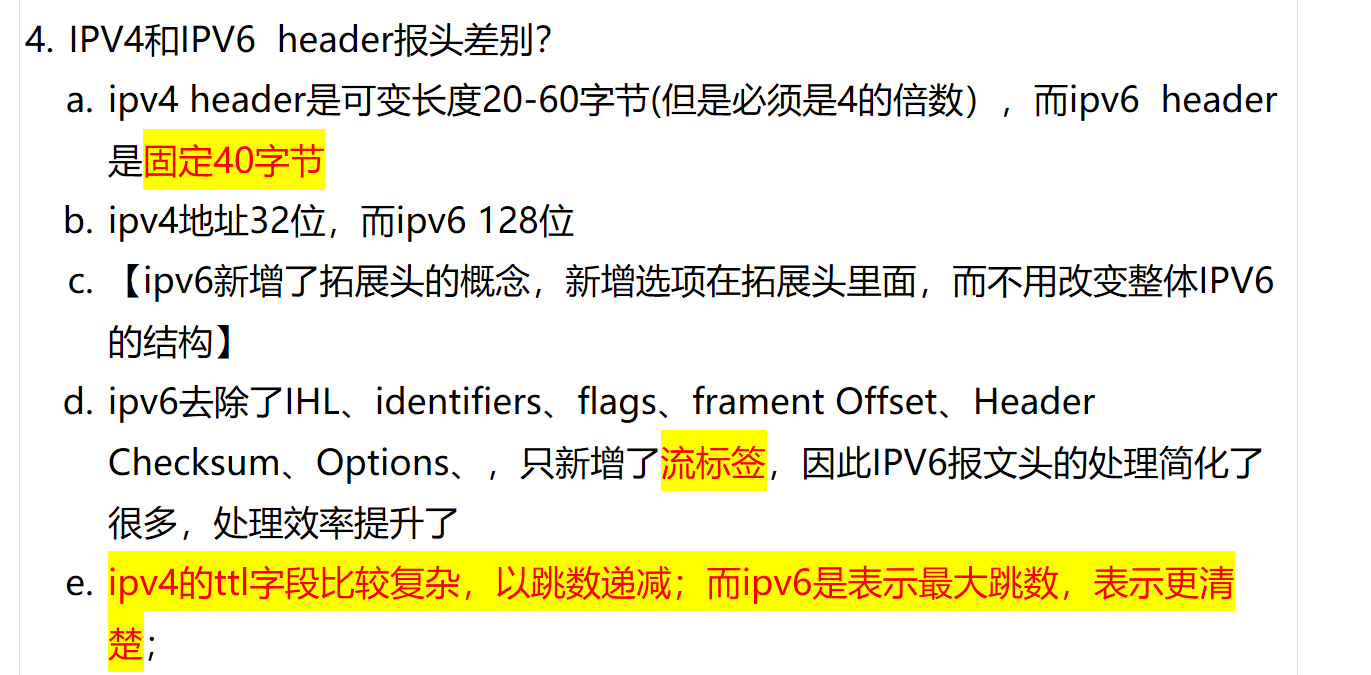 4. IPV4和IPV6  header报头差别?
a. ipv4 header是可变长度20-60字节(但是必须是4的倍数），而ipv6  header
是固定40字节
b. ipv4地址32位，而ipv6 128位
c. 【ipv6新增了拓展头的概念，新增选项在拓展头里面，而不用改变整体IPV6
的结构】
d. ipv6去除了IHL、identifiers、flags、frament Offset、Header
Checksum、Options、，只新增了流标签，因此IPV6报文头的处理简化了
很多，处理效率提升了
e. ipv4的ttl字段比较复杂，以跳数递减；而ipv6是表示最大跳数，表示更清
楚；